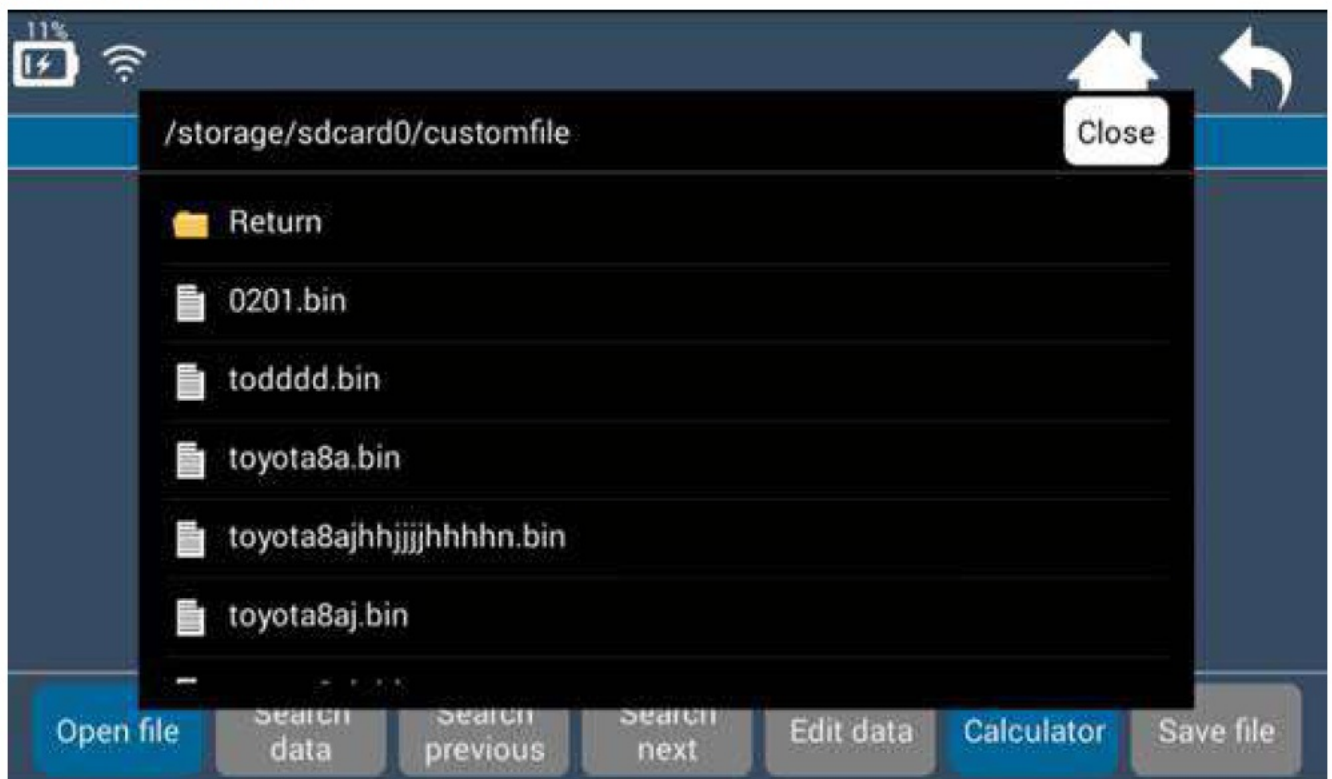 11%
/storage/sdcard0/customfile
Close
Return
0201.bin
todddd.bin
toyota8a.bin
toyota8ajhhjjjjhhhhn.bin
toyota8aj.bin
Open file
Search data
Search previous
Search next
Edit data
Calculator
Save file